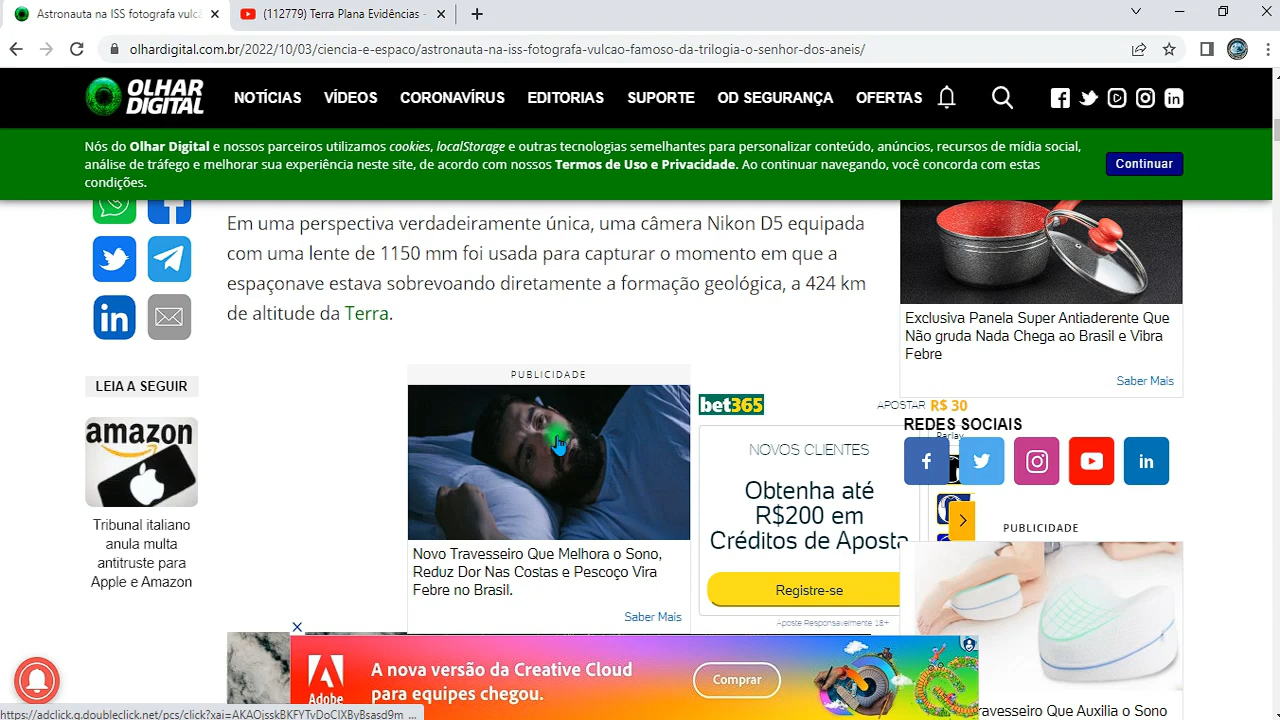 Astronauta na ISS fotografa vulcã
(112779) Terra Plana Evidências -
olhardigital.com.br/2022/10/03/ciencia-e-espaco/astronauta-na-iss-fotografa-vulcao-famoso-da-trilogia-o-senhor-dos-aneis/
OLHAR
DIGITAL
NOTÍCIAS VÍDEOS CORONAVÍRUS EDITORIAS SUPORTE OD SEGURANÇA OFERTAS
Nós do Olhar Digital e nossos parceiros utilizamos cookies, localStorage e outras tecnologias semelhantes para personalizar conteúdo, anúncios, recursos de mídia social,
análise de tráfego e melhorar sua experiência neste site, de acordo com nossos Termos de Uso e Privacidade. Ao continuar navegando, você concorda com estas
condições.
Continuar
Em uma perspectiva verdadeiramente única, uma câmera Nikon D5 equipada
com uma lente de 1150 mm foi usada para capturar o momento em que a
espaçonave estava sobrevoando diretamente a formação geológica, a 424 km
de altitude da Terra.
Exclusiva Panela Super Antiaderente Que
Não gruda Nada Chega ao Brasil e Vibra
Febre
Saber Mais
LEIA A SEGUIR
amazon
Tribunal italiano
anula multa
antitruste para
Apple e Amazon
PUBLICIDADE
Novo Travesseiro Que Melhora o Sono,
Reduz Dor Nas Costas e Pescoço Vira
Febre no Brasil.
Saber Mais
bet365
APOSTAR R$ 30
Parlay
NOVOS CLIENTES
Obtenha até
R$200 em
Créditos de Aposta
Registre-se
Aposte Responsavelmente 18+
REDES SOCIAIS
PUBLICIDADE
avesseiro Que Auxilia o Sono
Adobe
A nova versão da Creative Cloud
para equipes chegou.
Comprar